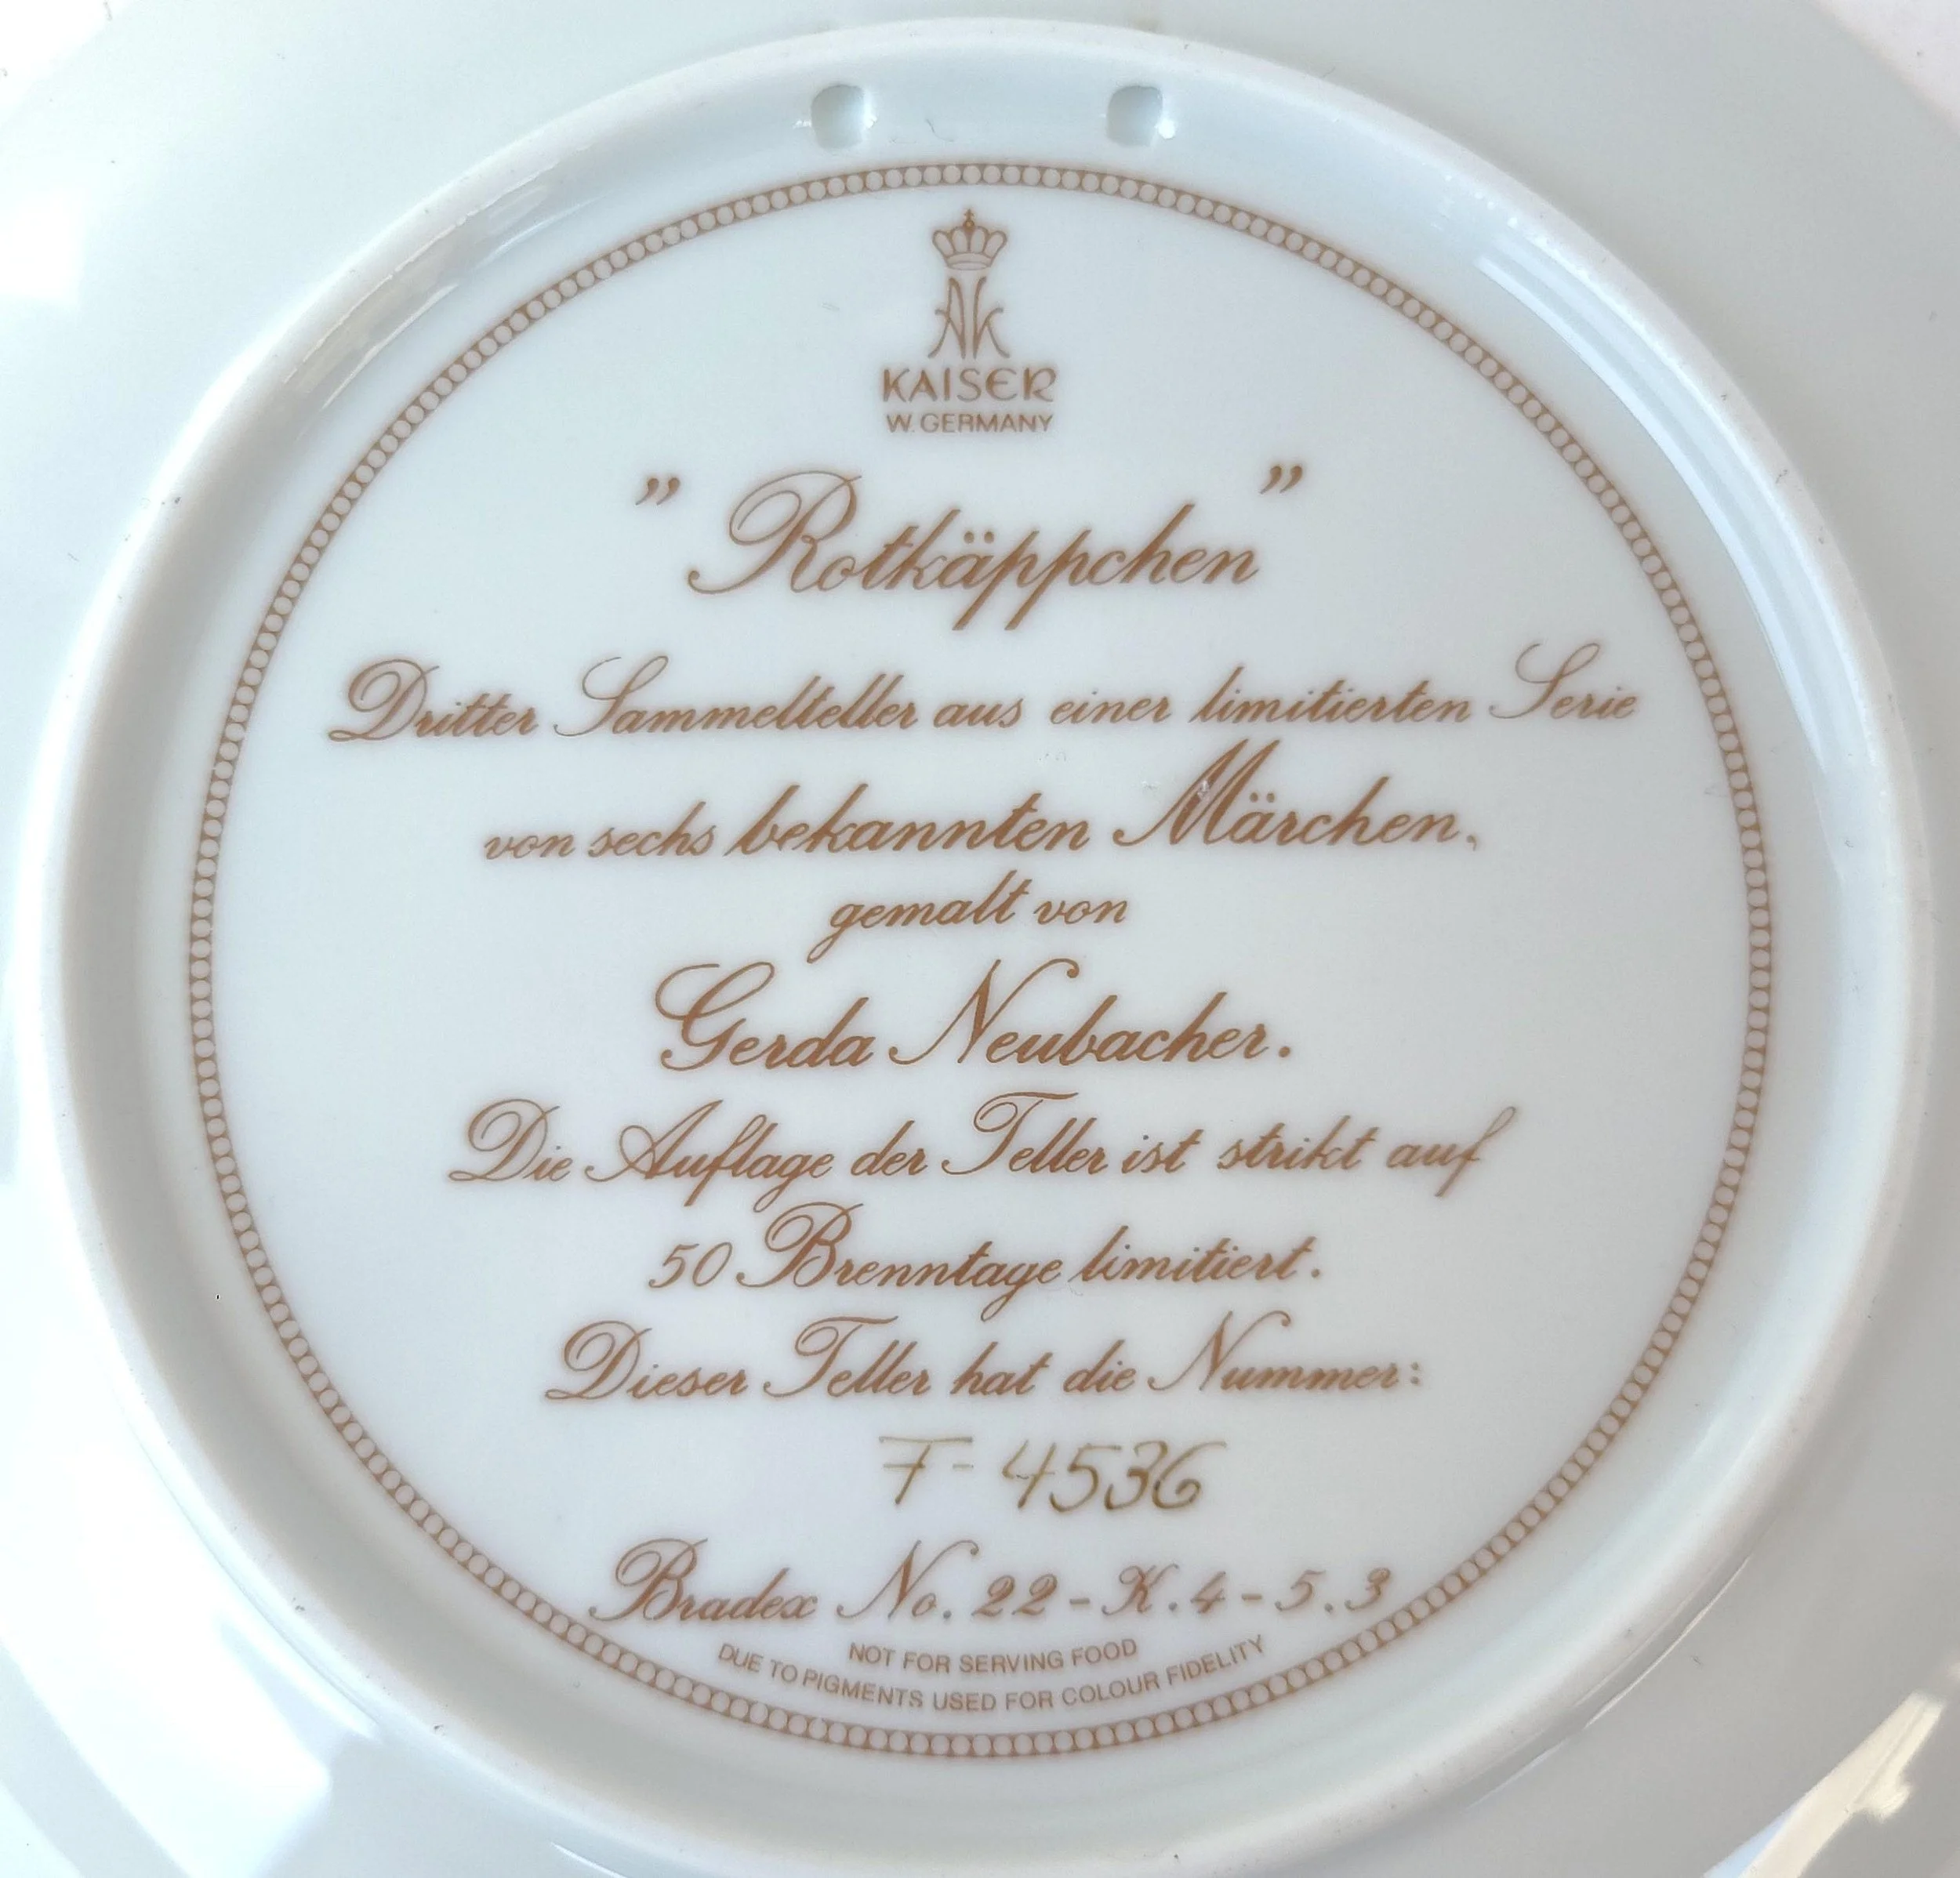 AK
KAISER
W. GERMANY
” Rotkäppchen ”
Dritter Sammelteller aus einer limitierten Serie
von sechs bekannten Märchen,
gemalt von
Gerda Neubacher.
Die Auflage der Teller ist strikt auf
50 Brenntage limitiert.
Dieser Teller hat die Nummer:
F-4536
Bradex No. 22-K.4-5.3
NOT FOR SERVING FOOD
DUE TO PIGMENTS USED FOR COLOUR FIDELITY